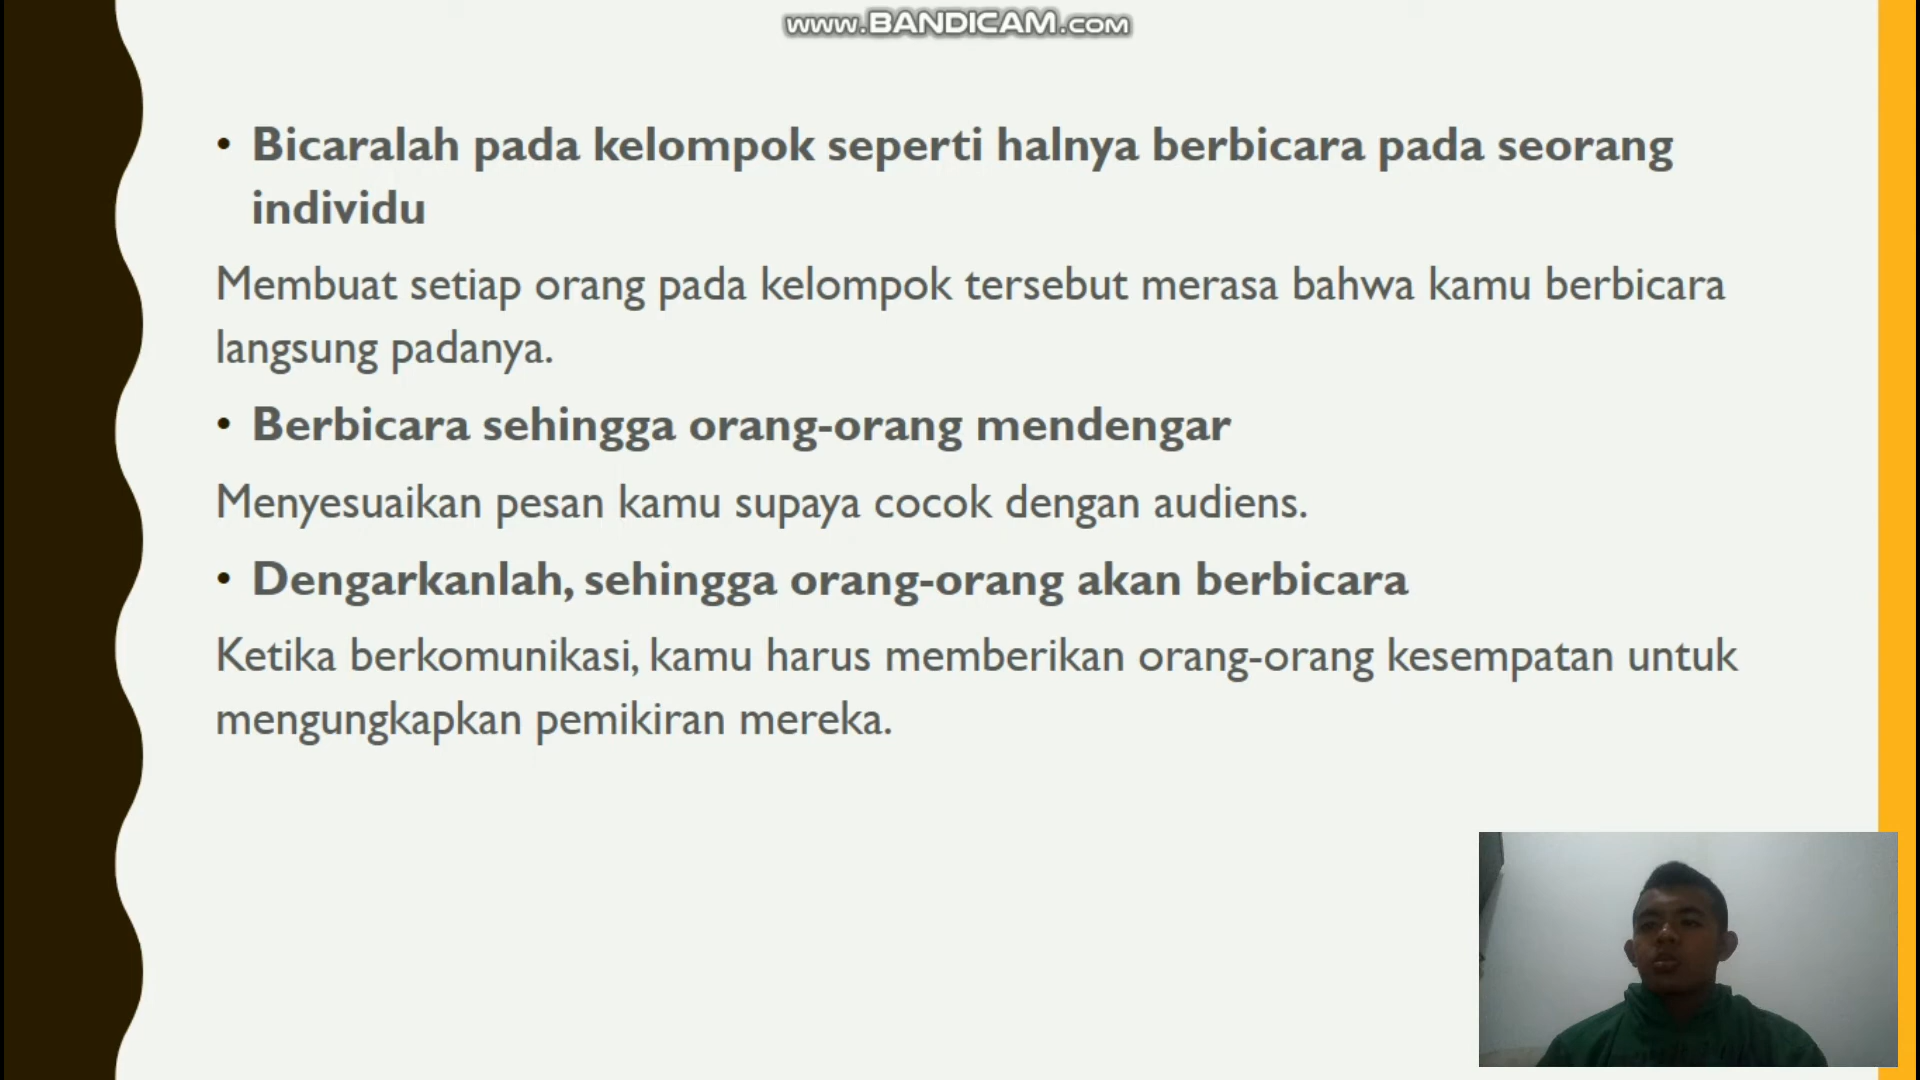 www.BANDICAM.COM
• Bicaralah pada kelompok seperti halnya berbicara pada seorang
individu
Membuat setiap orang pada kelompok tersebut merasa bahwa kamu berbicara
langsung padanya.
• Berbicara sehingga orang-orang mendengar
Menyesuaikan pesan kamu supaya cocok dengan audiens.
• Dengarkanlah, sehingga orang-orang akan berbicara
Ketika berkomunikasi, kamu harus memberikan orang-orang kesempatan untuk
mengungkapkan pemikiran mereka.